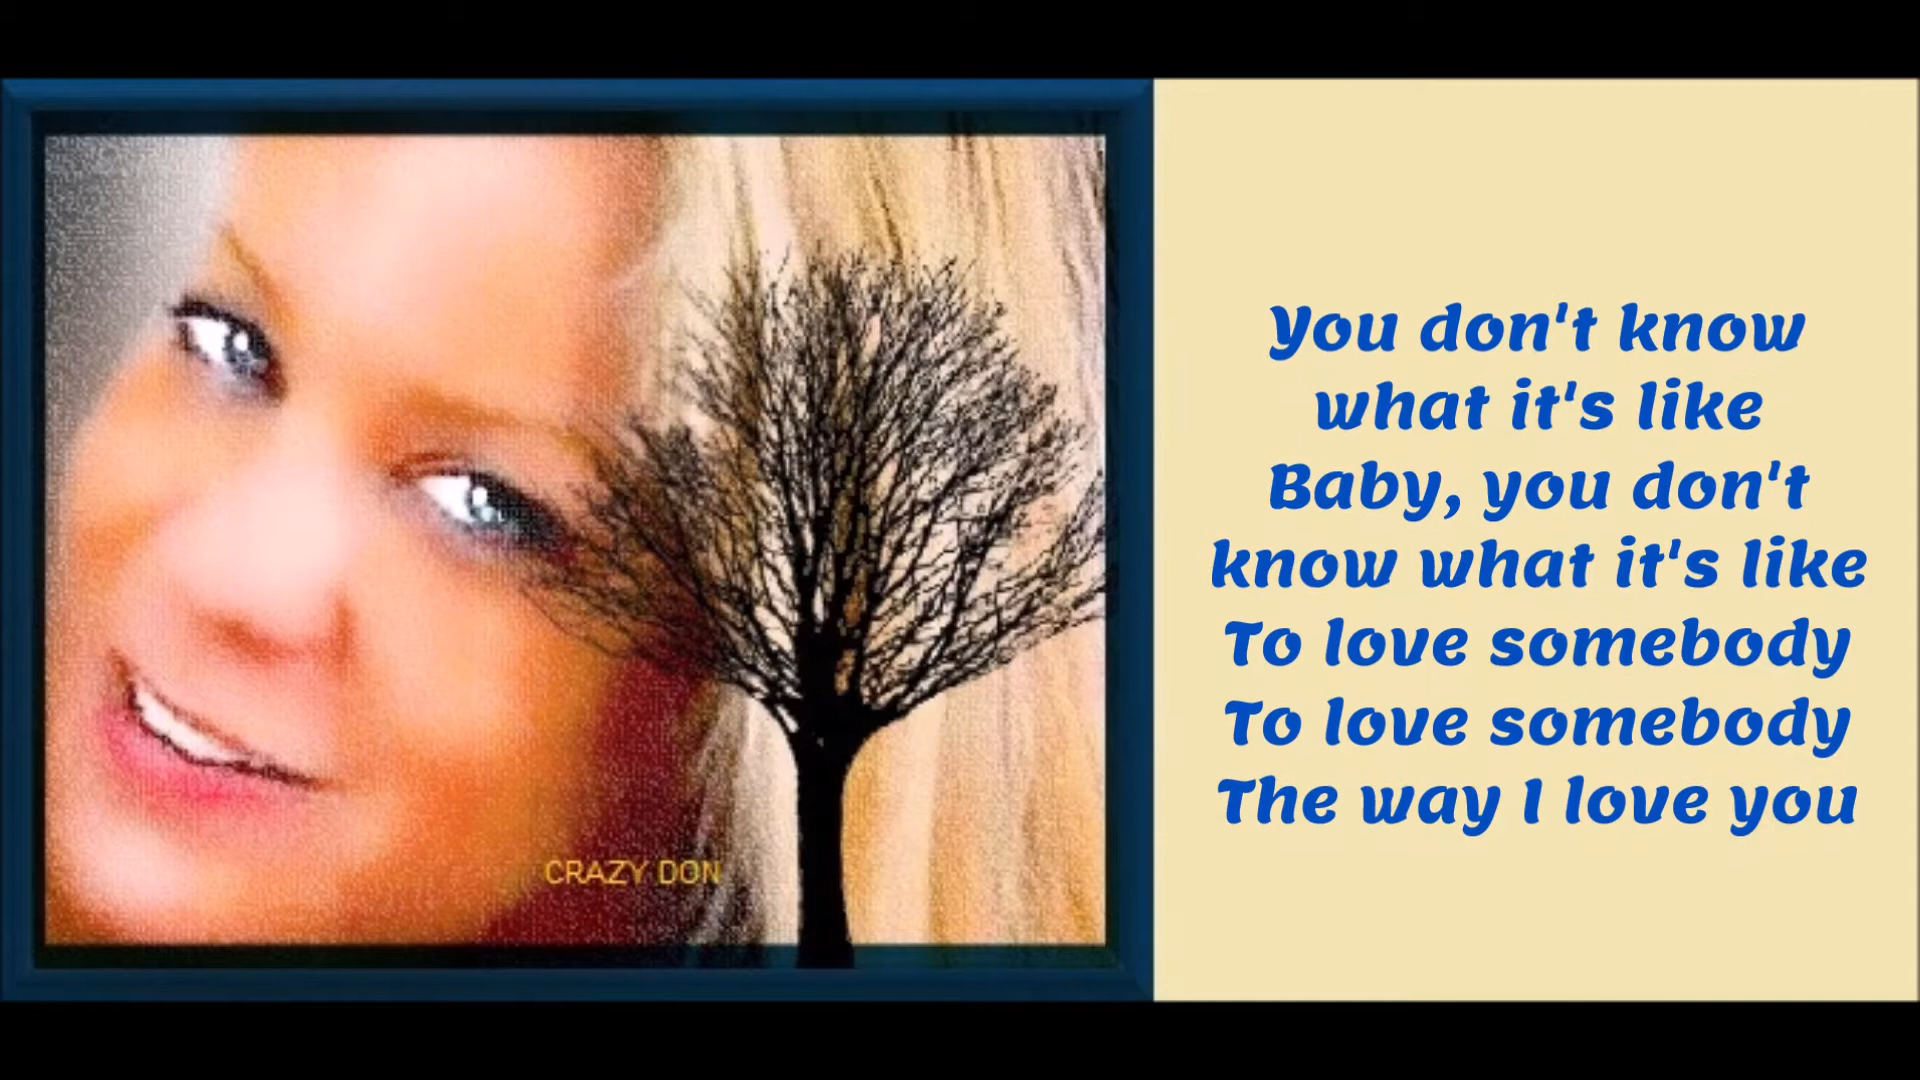 You don't know
what it's like
Baby, you don't
know what it's like
To love somebody
To love somebody
The way I love you
CRAZY DON